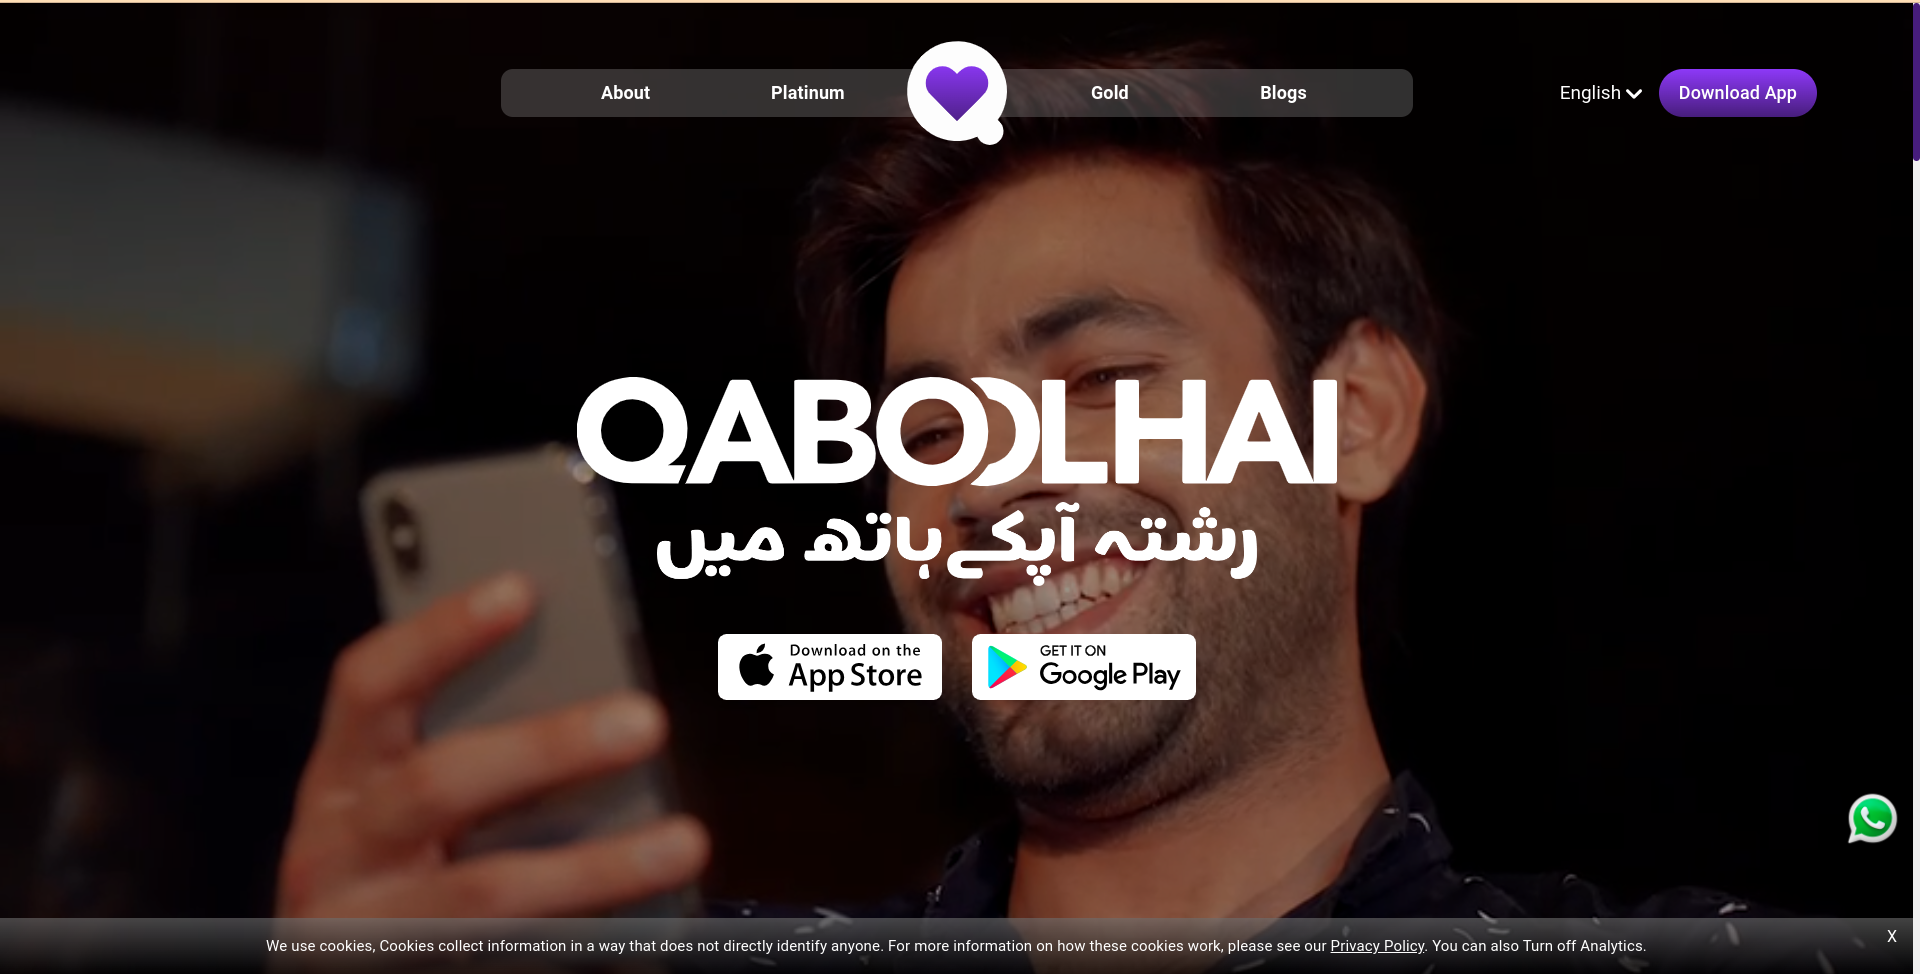 About
Platinum
Gold
Blogs
English
Download App
QABOOLHAI
رشتہ آپکے ہاتھ میں
Download on the
App Store
GET IT ON
Google Play
We use cookies, Cookies collect information in a way that does not directly identify anyone. For more information on how these cookies work, please see our Privacy Policy. You can also Turn off Analytics.
X